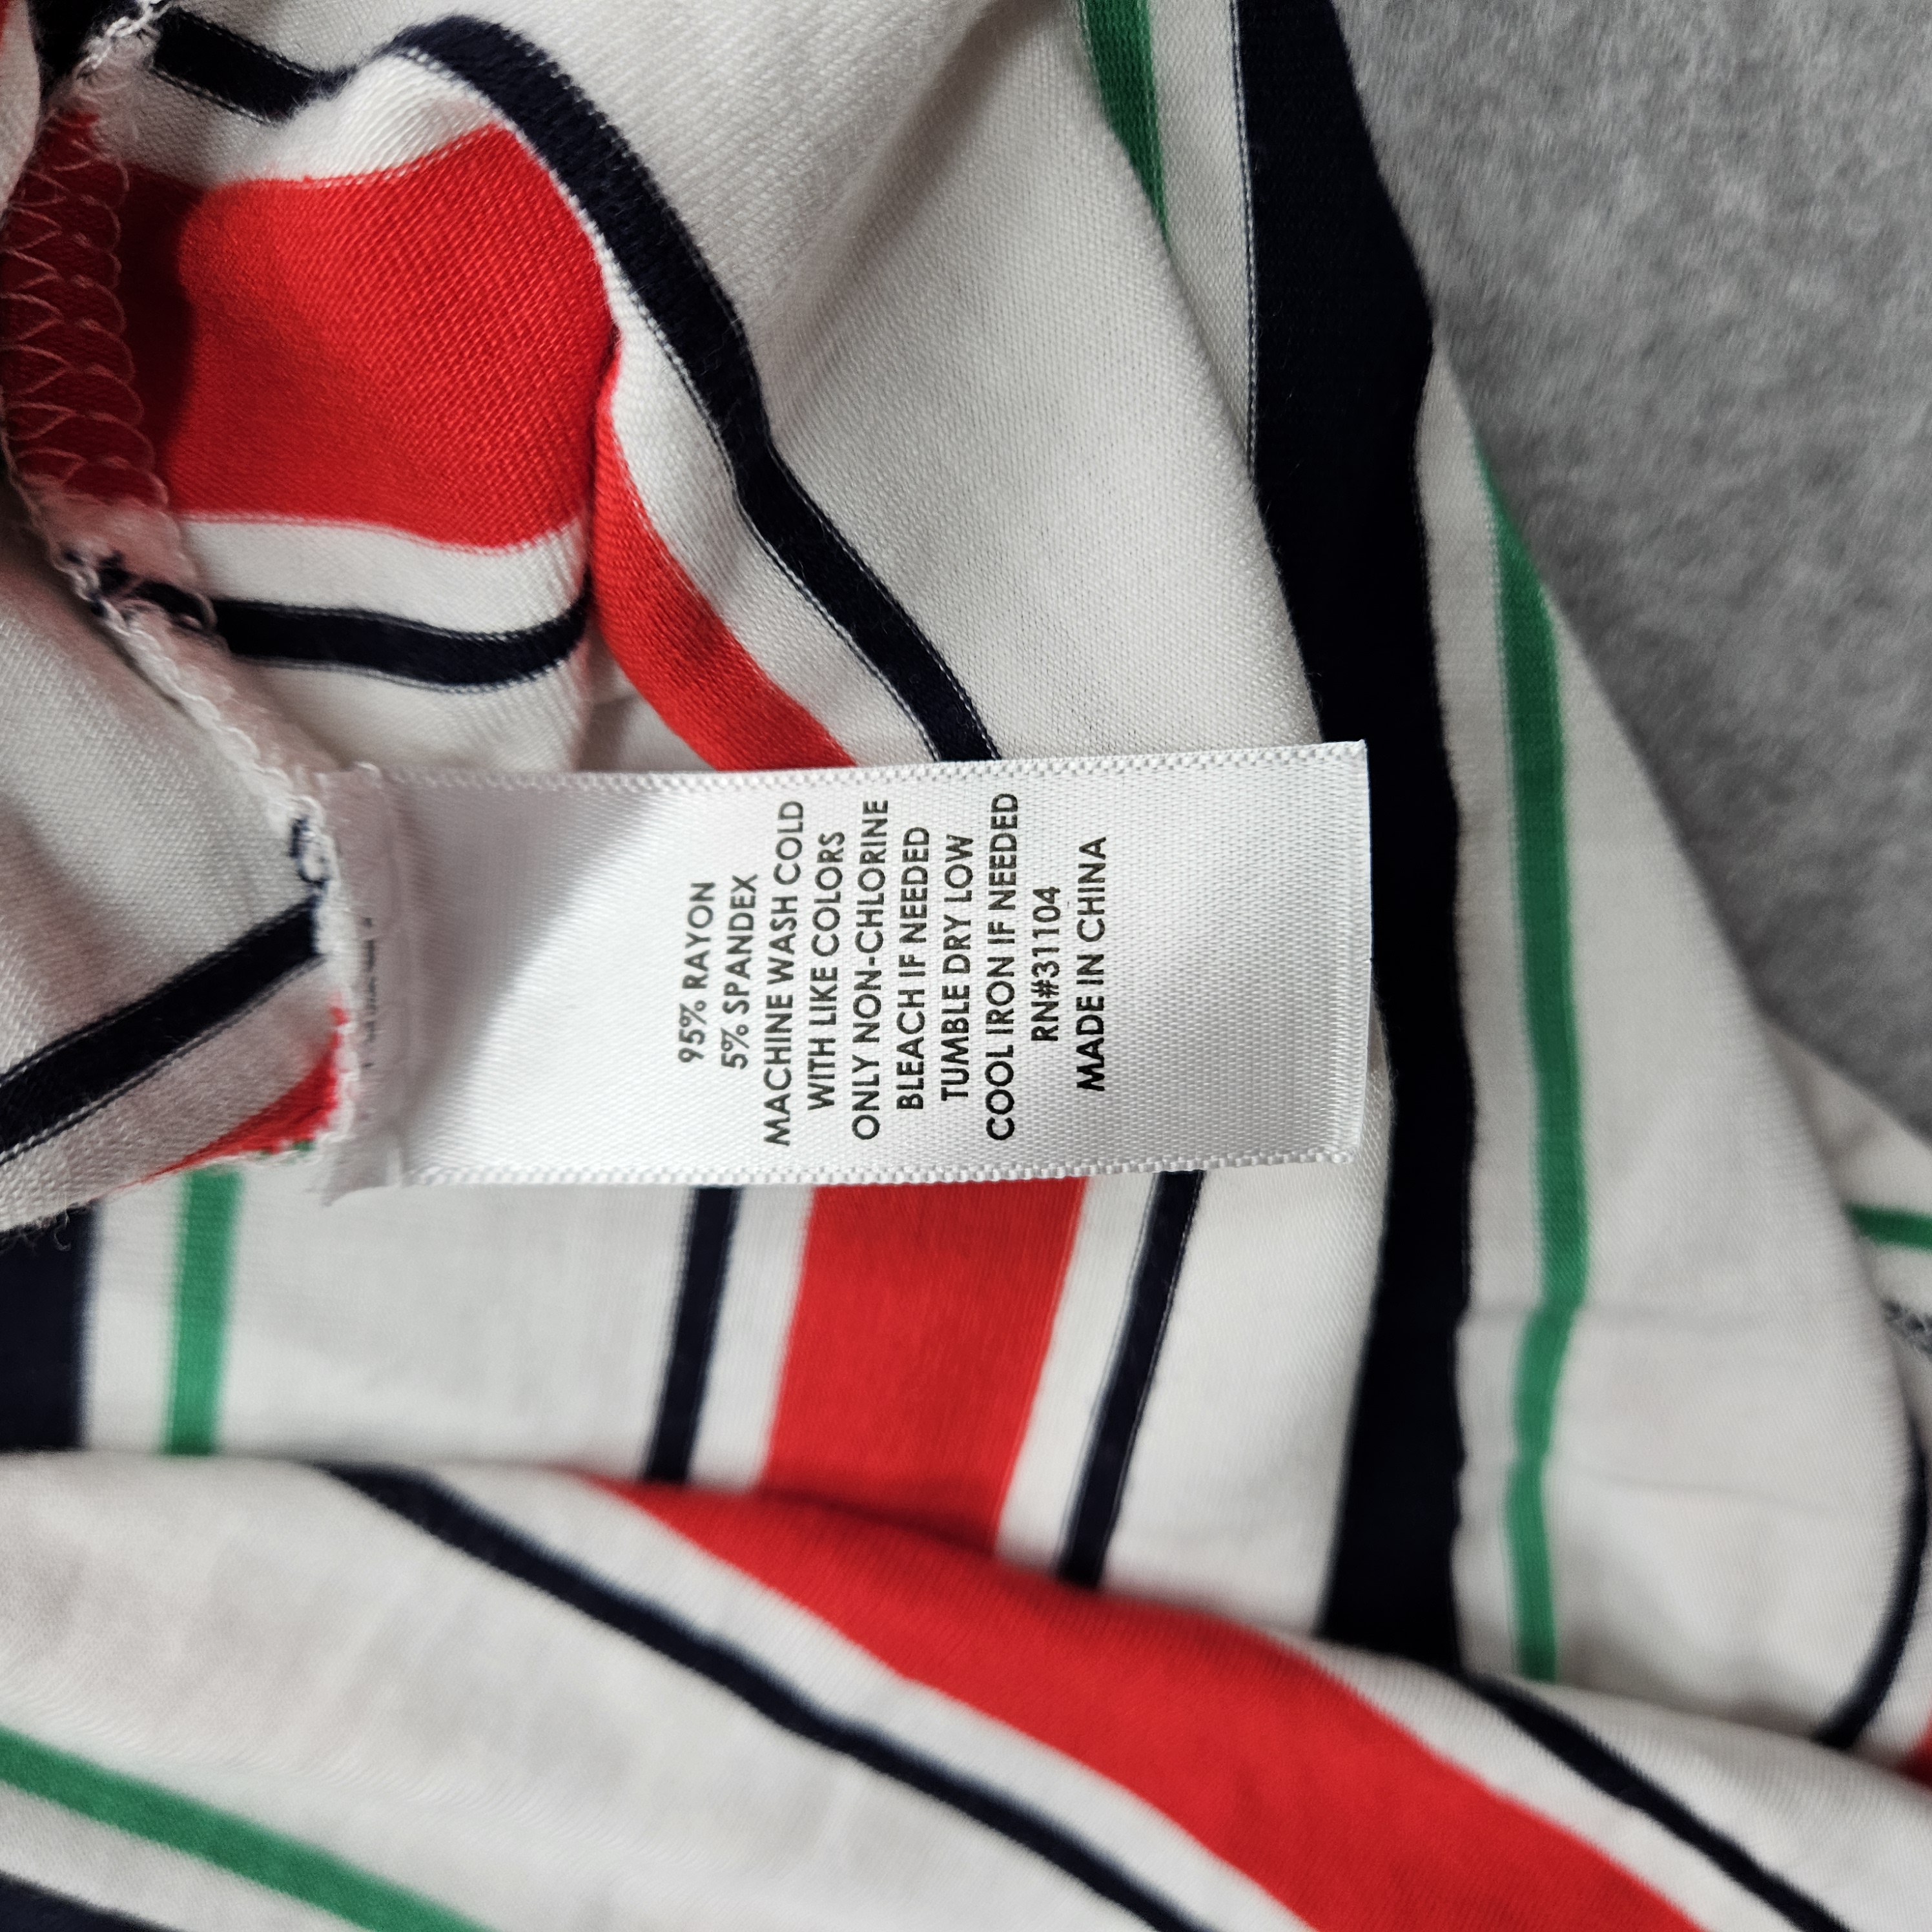 95% RAYON
5% SPANDEX
MACHINE WASH COLD
WITH LIKE COLORS
ONLY NON-CHLORINE
BLEACH IF NEEDED
TUMBLE DRY LOW
COOL IRON IF NEEDED
RN#31104
MADE IN CHINA